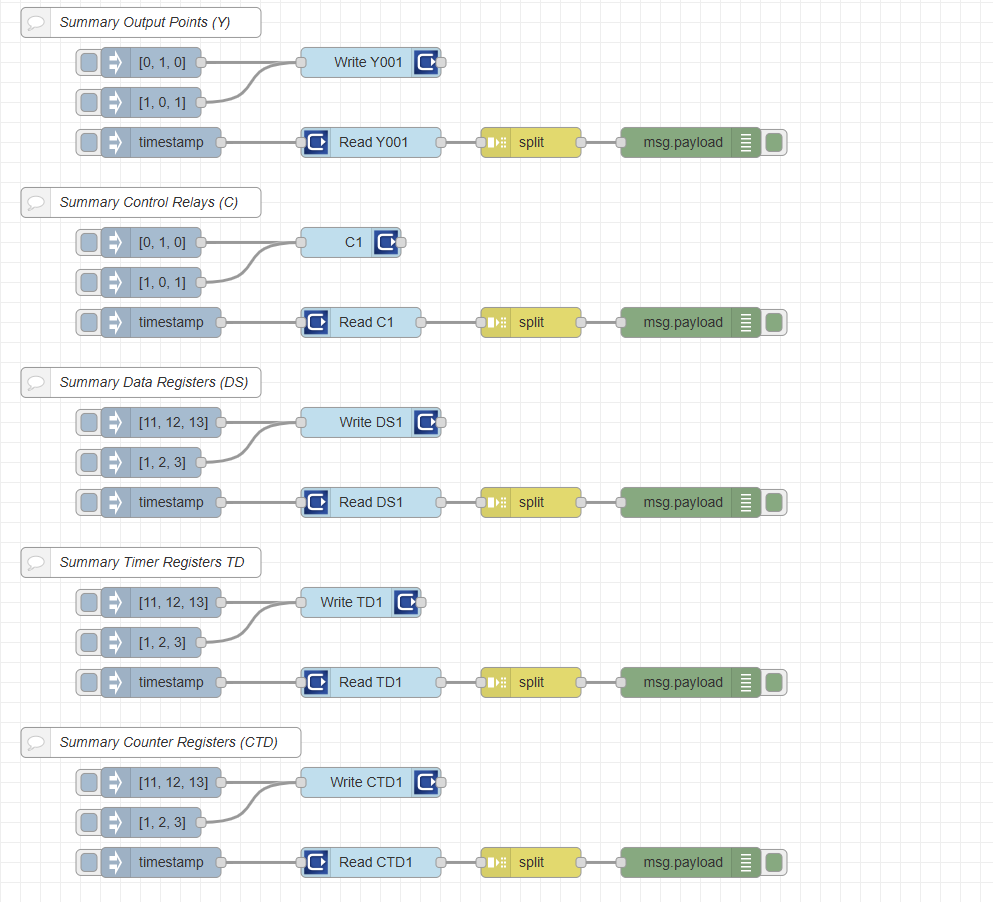 Summary Output Points (Y)
[0, 1, 0]
Write Y001
[1, 0, 1]
timestamp
Read Y001
split
msg.payload
Summary Control Relays (C)
[0, 1, 0]
C1
[1, 0, 1]
timestamp
Read C1
split
msg.payload
Summary Data Registers (DS)
[11, 12, 13]
Write DS1
[1, 2, 3]
timestamp
Read DS1
split
msg.payload
Summary Timer Registers TD
[11, 12, 13]
Write TD1
[1, 2, 3]
timestamp
Read TD1
split
msg.payload
Summary Counter Registers (CTD)
[11, 12, 13]
Write CTD1
[1, 2, 3]
timestamp
Read CTD1
split
msg.payload